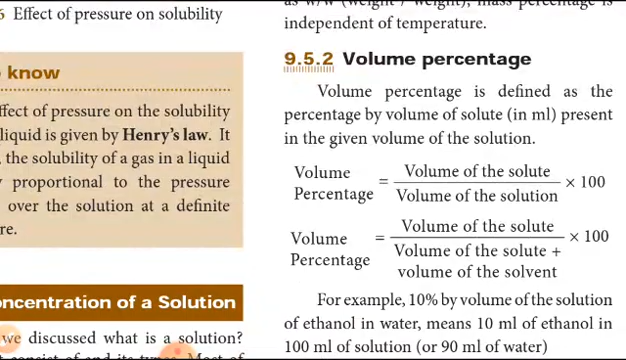 6 Effect of pressure on solubility
know
ffect of pressure on the solubility
liquid is given by Henry's law. It
, the solubility of a gas in a liquid
y proportional to the pressure
over the solution at a definite
re.
oncentration of a Solution
we discussed what is a solution?
as w/w (weight / weight), mass percentage is
independent of temperature.
9.5.2 Volume percentage
Volume percentage is defined as the
percentage by volume of solute (in ml) present
in the given volume of the solution.
Volume Percentage = Volume of the solute / Volume of the solution × 100
Volume Percentage = Volume of the solute / Volume of the solute + volume of the solvent × 100
For example, 10% by volume of the solution
of ethanol in water, means 10 ml of ethanol in
100 ml of solution (or 90 ml of water)